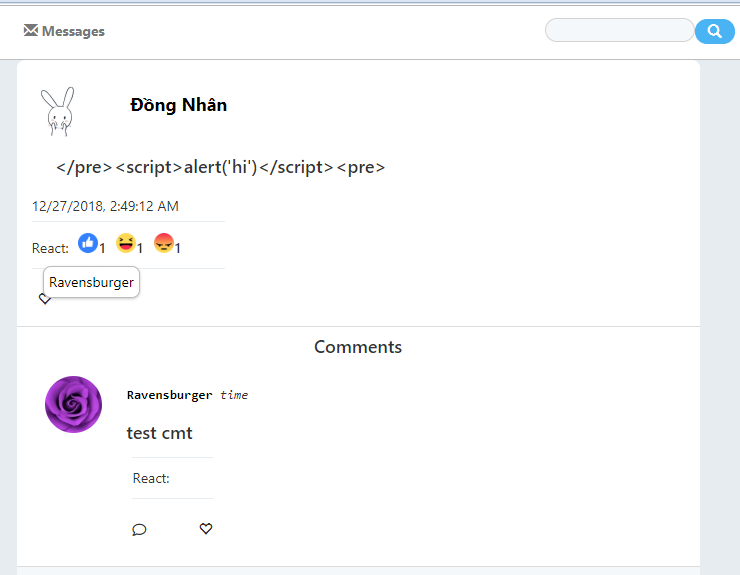 Messages
Đồng Nhân
</pre><script>alert('hi')</script><pre>
12/27/2018, 2:49:12 AM
React: 1 1 1
Ravensburger
Comments
Ravensburger time
test cmt
React: